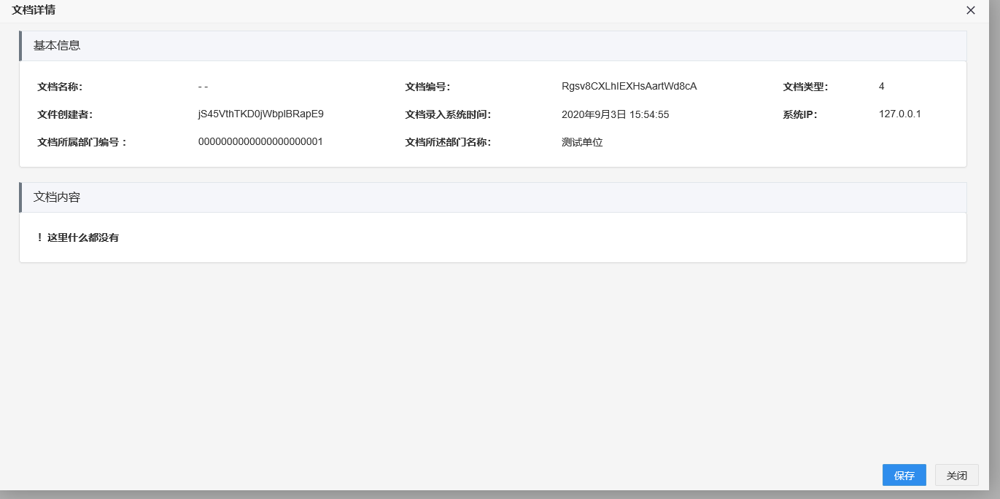 文档详情
基本信息
文档名称： - - 文档编号： Rgsv8CXLhIEXHsAartWd8cA 文档类型： 4
文件创建者： jS45VthTKD0jWbplBRapE9 文档录入系统时间： 2020年9月3日 15:54:55 系统IP： 127.0.0.1
文档所属部门编号 ： 0000000000000000000001 文档所述部门名称： 测试单位
文档内容
！ 这里什么都没有
保存 关闭